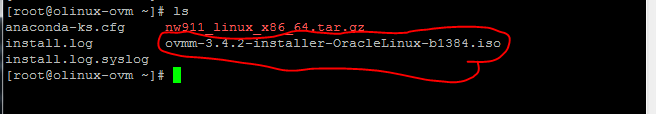 [root@olinux-ovm ~]# ls
anaconda-ks.cfg     nw911_linux_x86_64.tar.gz
install.log         ovmm-3.4.2-installer-OracleLinux-b1384.iso
install.log.syslog
[root@olinux-ovm ~]#